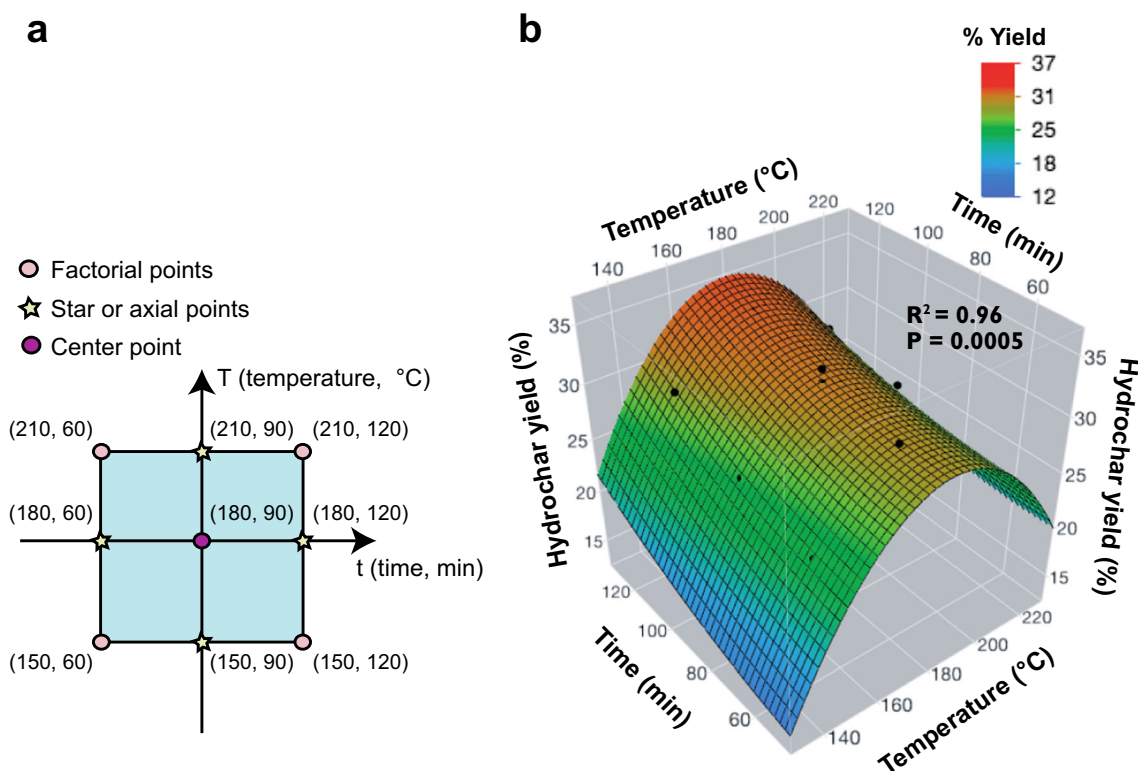 a
Factorial points
Star or axial points
Center point
T (temperature, °C)
(210, 60) (210, 90) (210, 120)
(180, 60) (180, 90) (180, 120)
t (time, min)
(150, 60) (150, 90) (150, 120)
b
% Yield
37
31
25
18
12
Temperature (°C)
140 160 180 200 220
Time (min)
120 100 80 60
R² = 0.96
P = 0.0005
Hydrochar yield (%)
35
30
25
20
15
Hydrochar yield (%)
35
30
25
20
15
Time (min)
120 100 80 60
Temperature (°C)
140 160 180 200 220